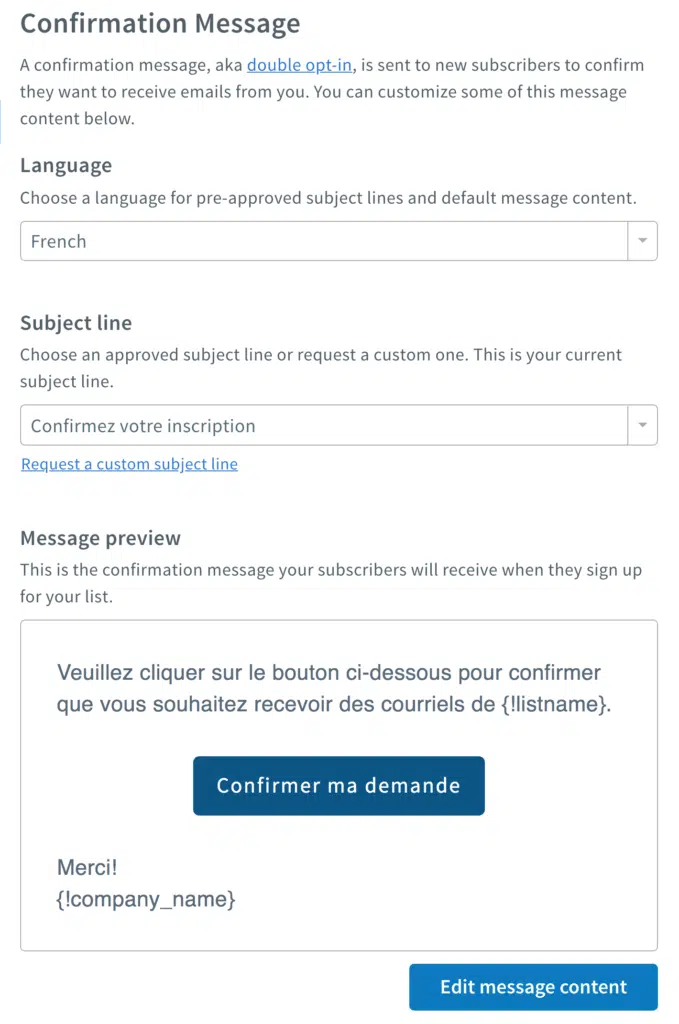 Confirmation Message
A confirmation message, aka double opt-in, is sent to new subscribers to confirm
they want to receive emails from you. You can customize some of this message
content below.
Language
Choose a language for pre-approved subject lines and default message content.
French
Subject line
Choose an approved subject line or request a custom one. This is your current
subject line.
Confirmez votre inscription
Request a custom subject line
Message preview
This is the confirmation message your subscribers will receive when they sign up
for your list.
Veuillez cliquer sur le bouton ci-dessous pour confirmer
que vous souhaitez recevoir des courriels de {!listname}.
Confirmer ma demande
Merci!
{!company_name}
Edit message content